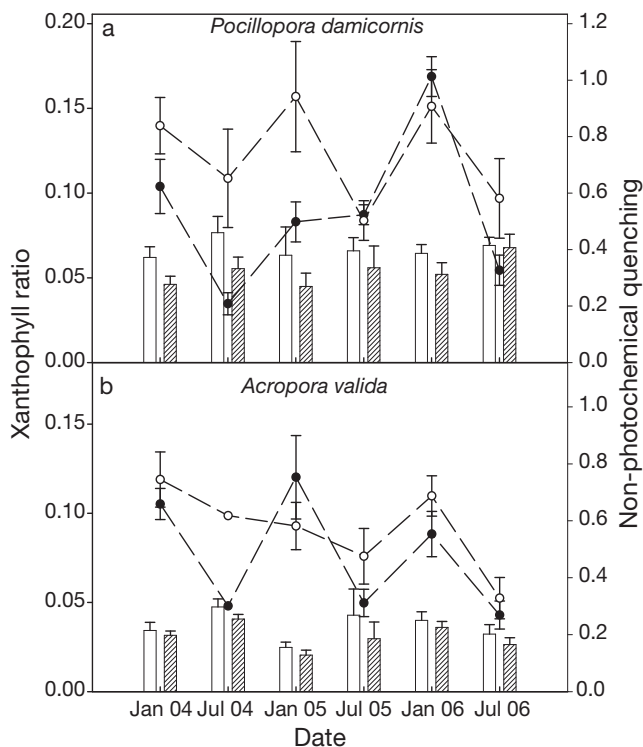 a
Pocillopora damicornis
0.20
0.15
0.10
0.05
0.00
1.2
1.0
0.8
0.6
0.4
0.2
0.0
b
Acropora valida
0.15
0.10
0.05
0.00
1.0
0.8
0.6
0.4
0.2
0.0
Xanthophyll ratio
Non-photochemical quenching
Jan 04 Jul 04 Jan 05 Jul 05 Jan 06 Jul 06
Date